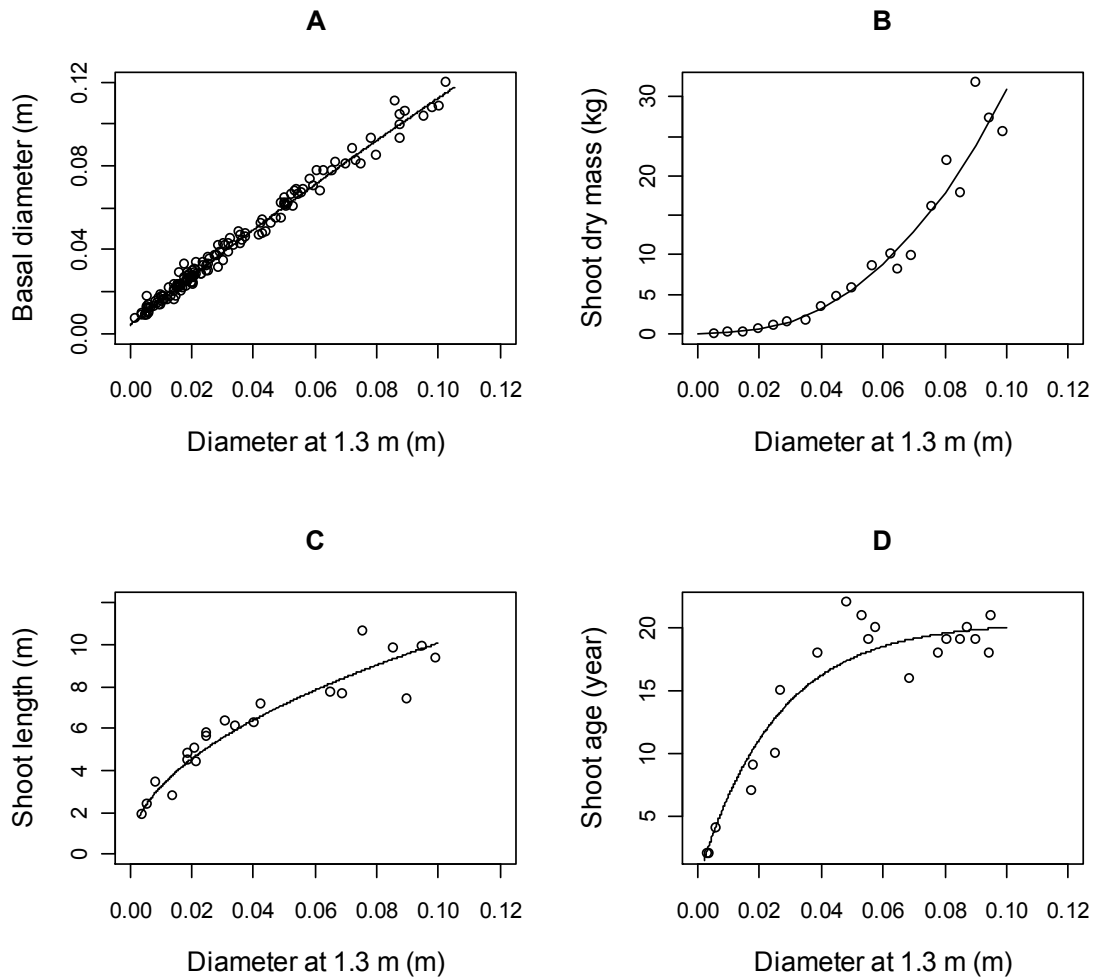 A
Basal diameter (m)
0.00 0.04 0.08 0.12
0.00 0.02 0.04 0.06 0.08 0.10 0.12
Diameter at 1.3 m (m)
B
Shoot dry mass (kg)
0 5 10 20 30
0.00 0.02 0.04 0.06 0.08 0.10 0.12
Diameter at 1.3 m (m)
C
Shoot length (m)
0 2 4 6 8 10
0.00 0.02 0.04 0.06 0.08 0.10 0.12
Diameter at 1.3 m (m)
D
Shoot age (year)
5 10 15 20
0.00 0.02 0.04 0.06 0.08 0.10 0.12
Diameter at 1.3 m (m)